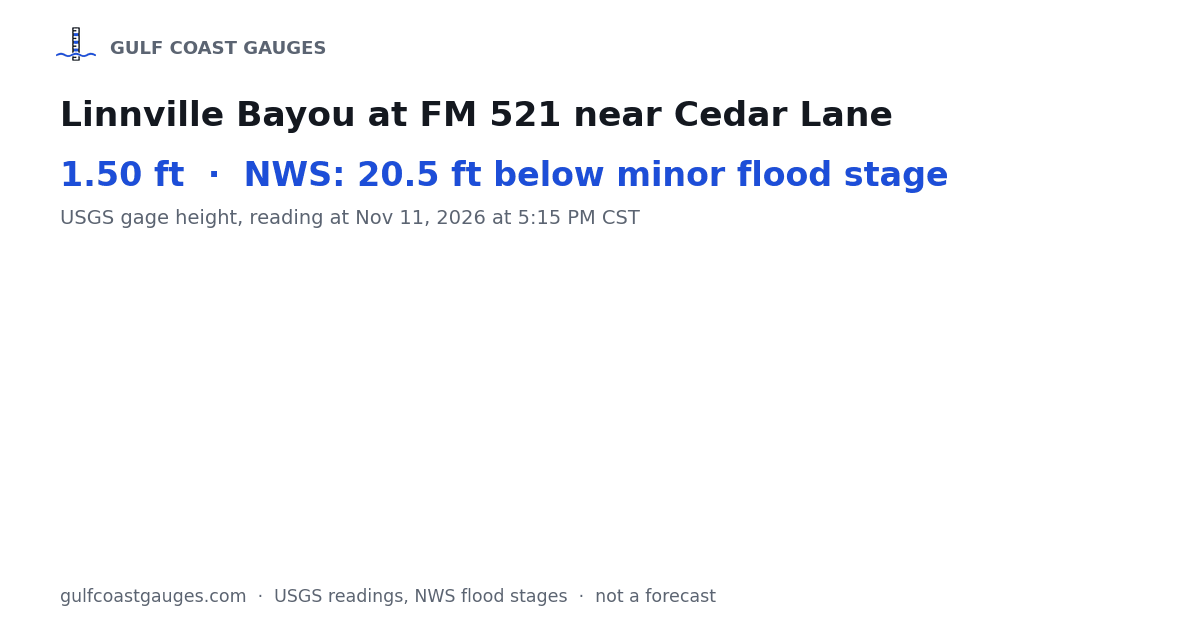 GULF COAST GAUGES
Linnville Bayou at FM 521 near Cedar Lane
1.50 ft · NWS: 20.5 ft below minor flood stage
USGS gage height, reading at Nov 11, 2026 at 5:15 PM CST
gulfcoastgauges.com · USGS readings, NWS flood stages · not a forecast